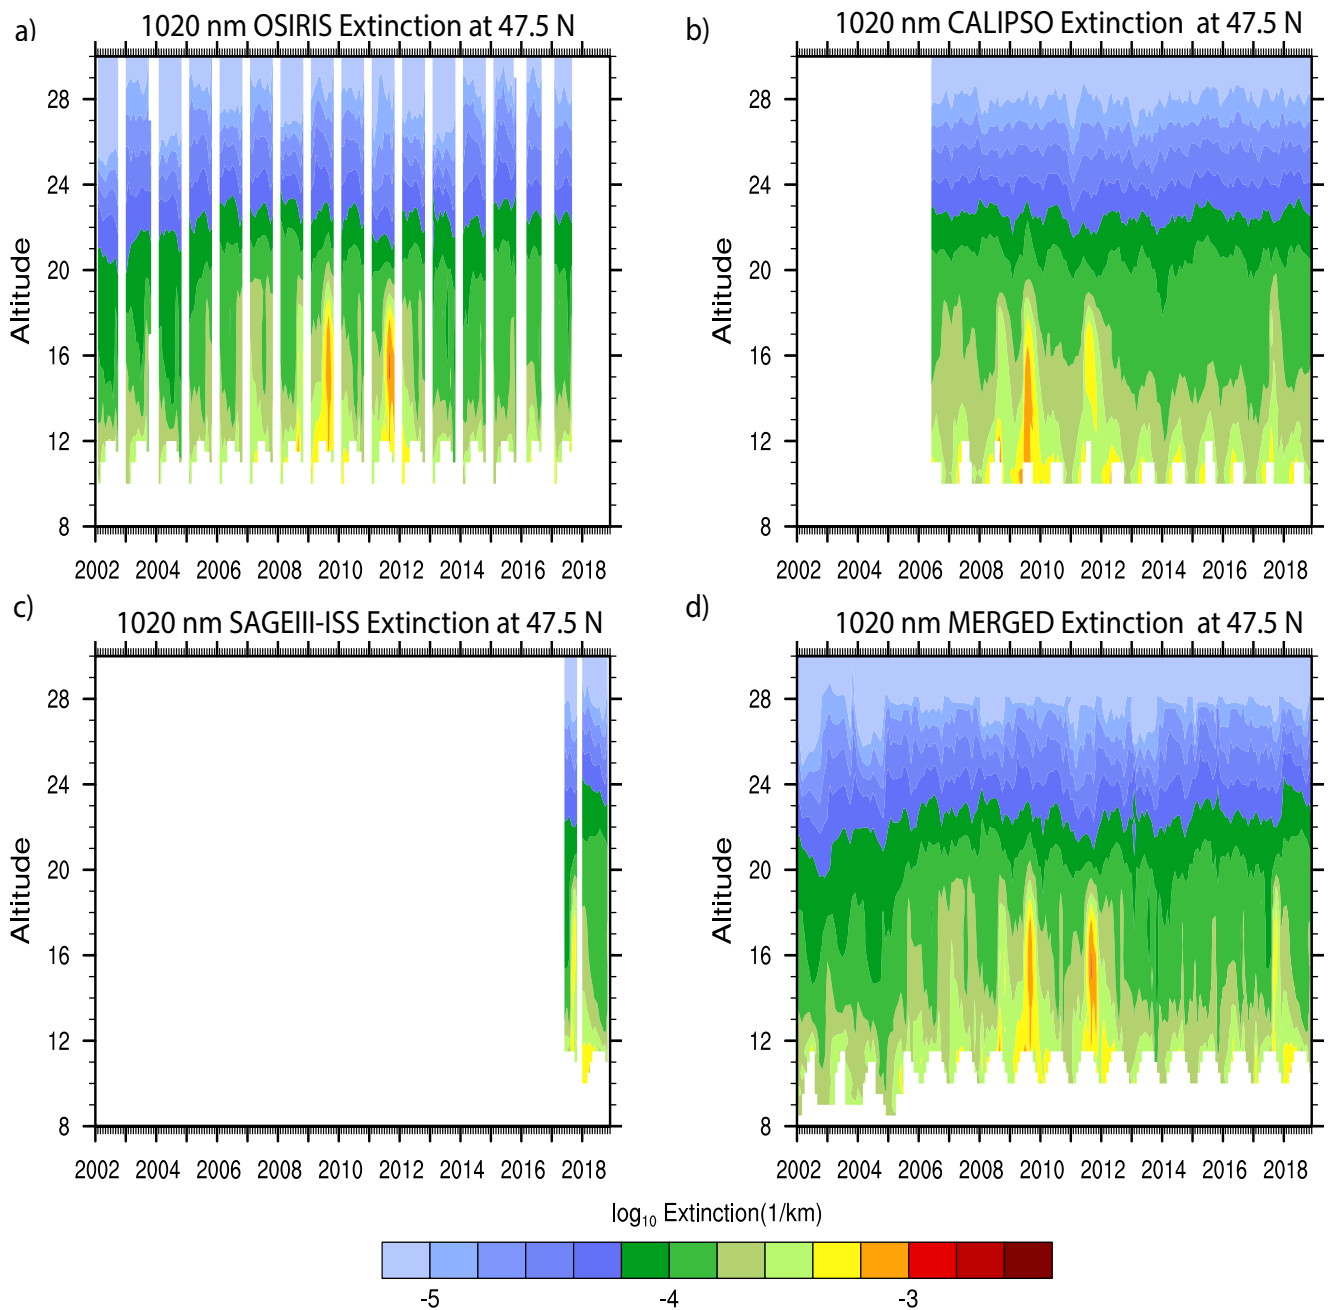 a) 1020 nm OSIRIS Extinction at 47.5 N
b) 1020 nm CALIPSO Extinction at 47.5 N
28
24
20
16
12
8
Altitude
2002 2004 2006 2008 2010 2012 2014 2016 2018
28
24
20
16
12
8
Altitude
2002 2004 2006 2008 2010 2012 2014 2016 2018
c) 1020 nm SAGEIII-ISS Extinction at 47.5 N
d) 1020 nm MERGED Extinction at 47.5 N
28
24
20
16
12
8
Altitude
2002 2004 2006 2008 2010 2012 2014 2016 2018
28
24
20
16
12
8
Altitude
2002 2004 2006 2008 2010 2012 2014 2016 2018
log₁₀ Extinction(1/km)
-5 -4 -3